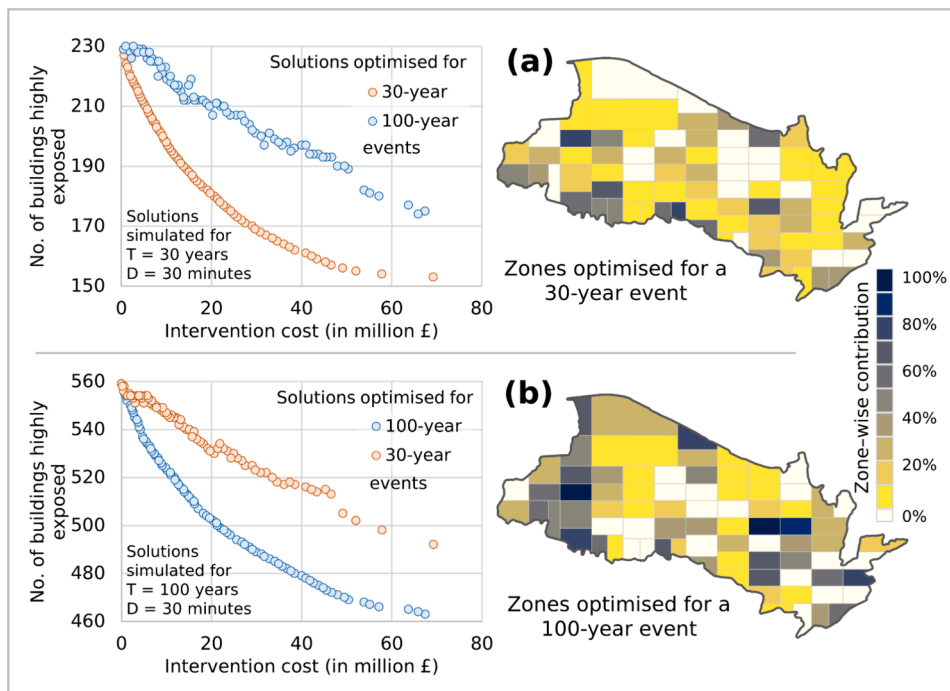 230
210
190
170
150
No. of buildings highly
exposed
Solutions optimised for
30-year
100-year
events
Solutions
simulated for
T = 30 years
D = 30 minutes
0
20
40
60
80
Intervention cost (in million £)
(a)
Zones optimised for a
30-year event
Zone-wise contribution
100%
80%
60%
40%
20%
0%
560
540
520
500
480
460
No. of buildings highly
exposed
Solutions optimised for
100-year
30-year
events
Solutions
simulated for
T = 100 years
D = 30 minutes
0
20
40
60
80
Intervention cost (in million £)
(b)
Zones optimised for a
100-year event